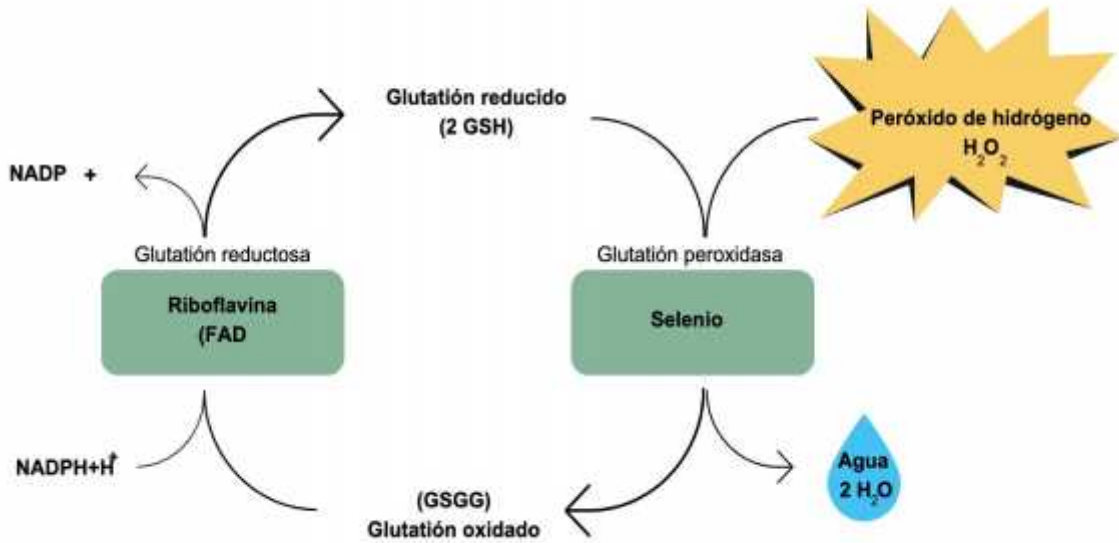 Glutatión reducido
(2 GSH)
Peróxido de hidrógeno
H₂O₂
NADP +
Glutatión reductosa
Glutatión peroxidasa
Riboflavina
(FAD
Selenio
NADPH+H⁺
Agua
2 H₂O
(GSGG)
Glutatión oxidado